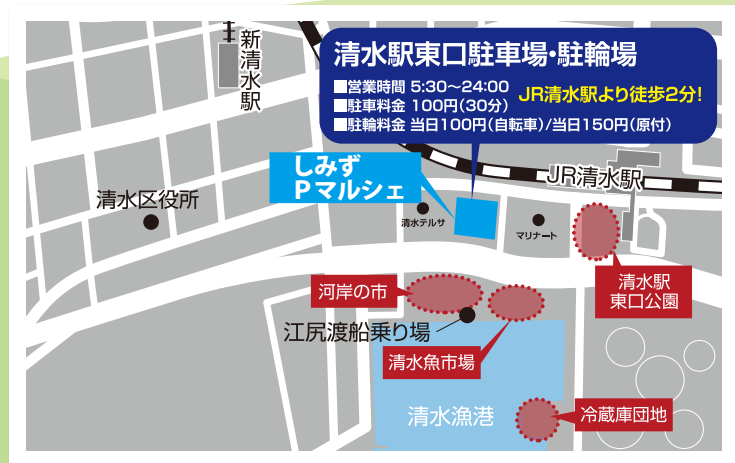 新清水駅
清水駅東口駐車場・駐輪場
■営業時間 5:30〜24:00
■駐車料金 100円(30分)
JR清水駅より徒歩2分!
■駐輪料金 当日100円(自転車)/当日150円(原付)
しみず
Pマルシェ
JR清水駅
清水区役所
清水テルサ
マリナート
清水駅
東口公園
河岸の市
江尻渡船乗り場
清水魚市場
清水漁港
冷蔵庫団地